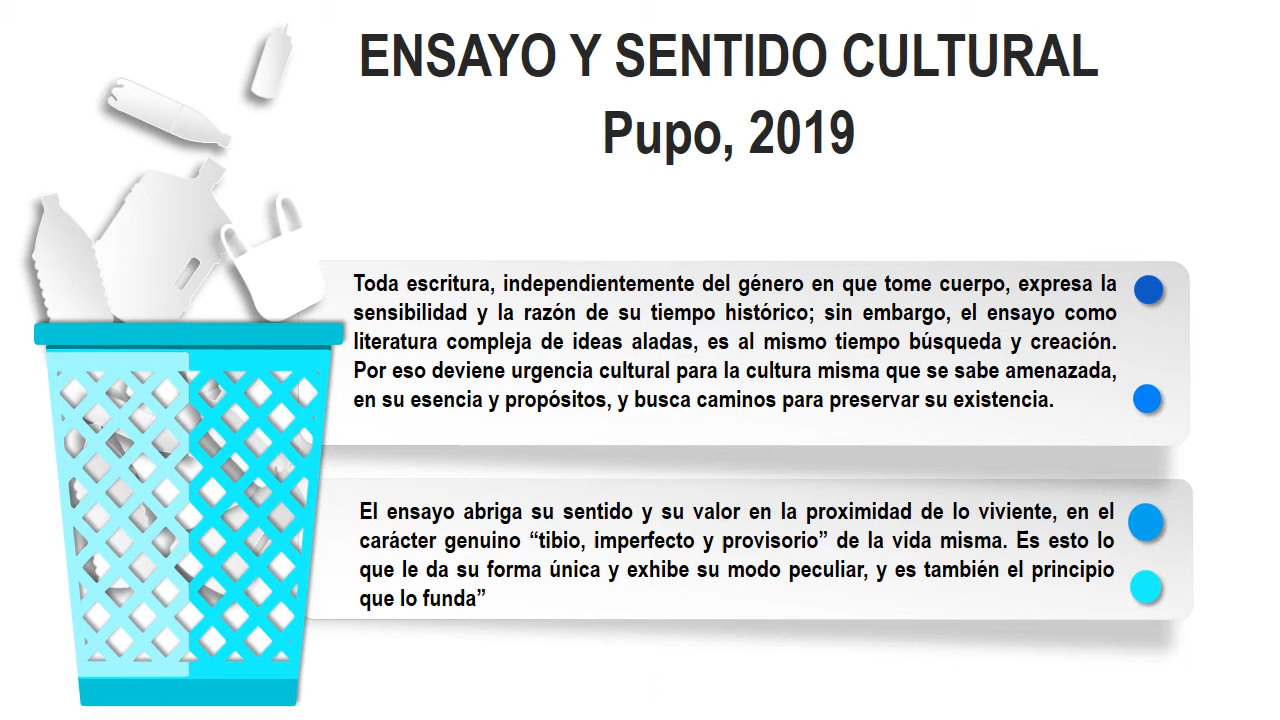 ENSAYO Y SENTIDO CULTURAL
Pupo, 2019
Toda escritura, independientemente del género en que tome cuerpo, expresa la
sensibilidad y la razón de su tiempo histórico; sin embargo, el ensayo como
literatura compleja de ideas aladas, es al mismo tiempo búsqueda y creación.
Por eso deviene urgencia cultural para la cultura misma que se sabe amenazada,
en su esencia y propósitos, y busca caminos para preservar su existencia.
El ensayo abriga su sentido y su valor en la proximidad de lo viviente, en el
carácter genuino “tibio, imperfecto y provisorio” de la vida misma. Es esto lo
que le da su forma única y exhibe su modo peculiar, y es también el principio
que lo funda”